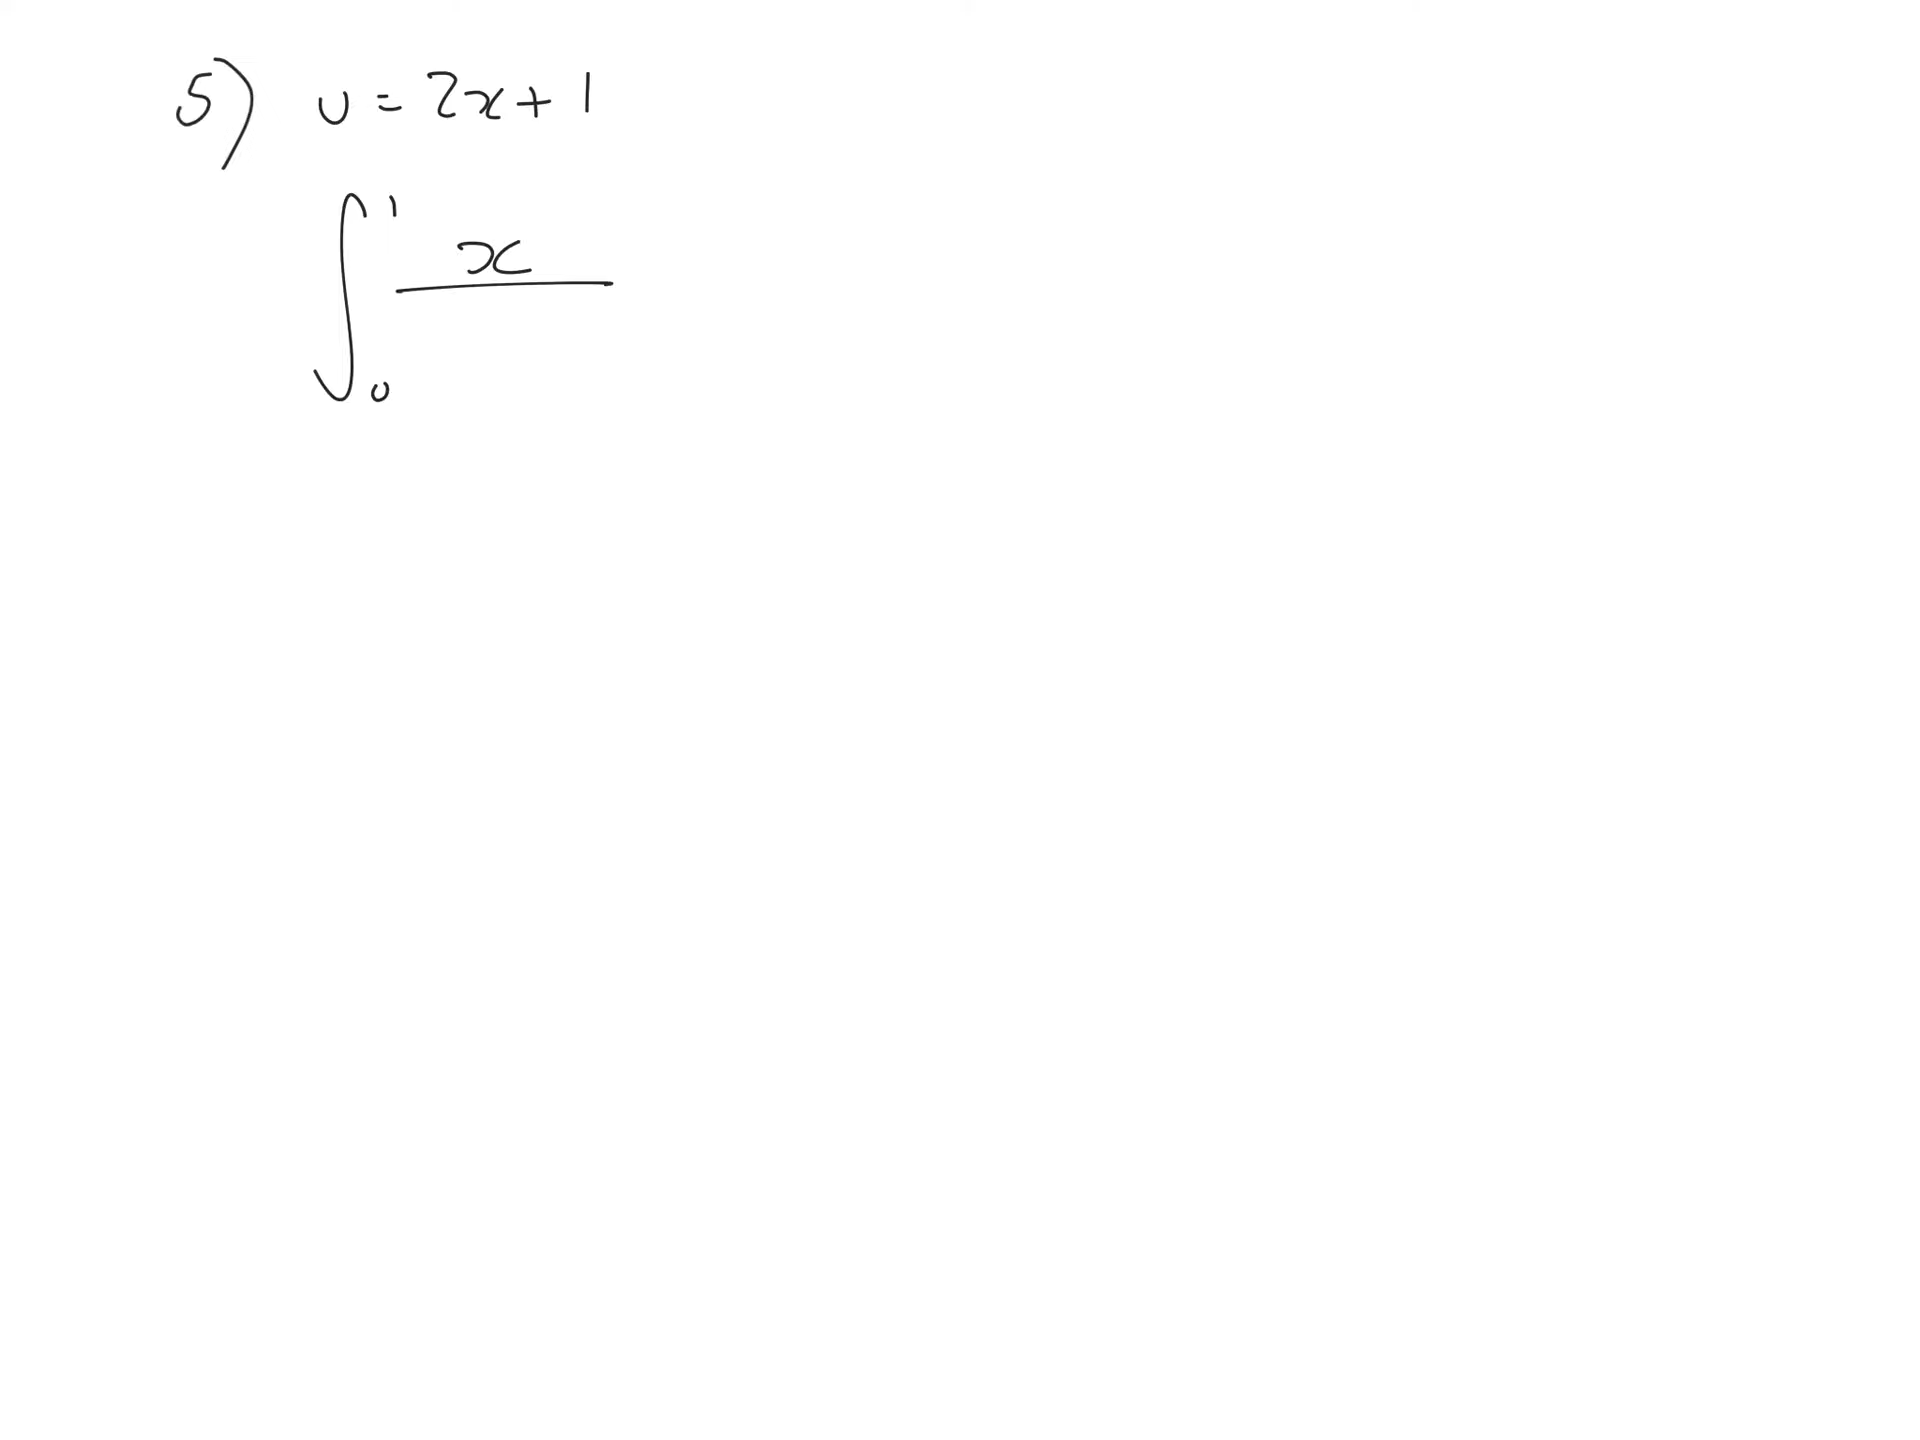 5) u = 2x + 1
∫₀¹ x/